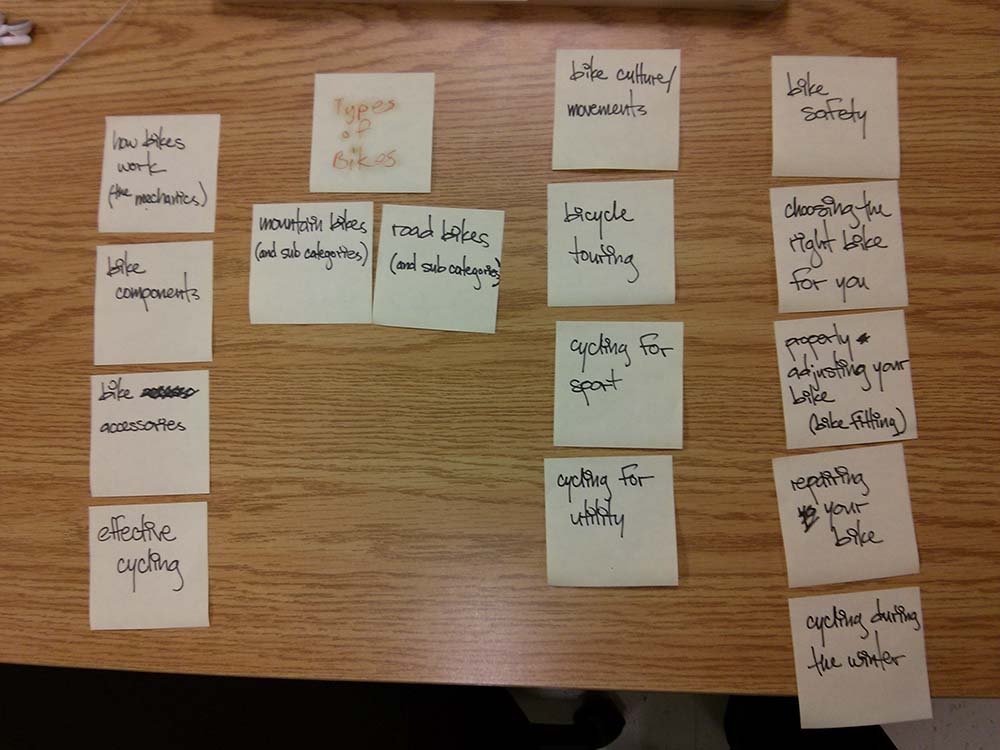 how bikes
work
(the mechanics)
bike
components
bike
accessories
effective
cycling
Types
of
Bikes
mountain bikes
(and sub categories)
road bikes
(and sub categories)
bike culture/
movements
bicycle
touring
cycling for
sport
cycling for
utility
bike
safety
choosing the
right bike
for you
properly
adjusting your
bike
(bike fitting)
repairing
your
bike
cycling during
the winter